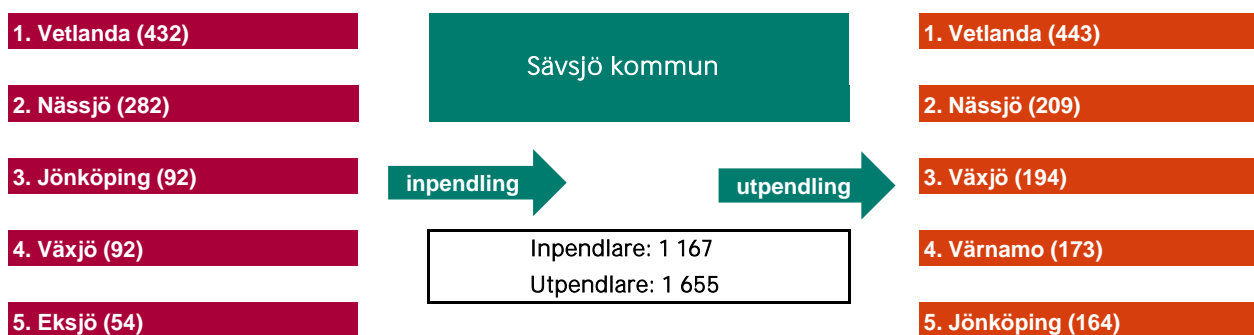 1. Vetlanda (432)
2. Nässjö (282)
3. Jönköping (92)
4. Växjö (92)
5. Eksjö (54)
Sävsjö kommun
inpendling
utpendling
Inpendlare: 1 167
Utpendlare: 1 655
1. Vetlanda (443)
2. Nässjö (209)
3. Växjö (194)
4. Värnamo (173)
5. Jönköping (164)